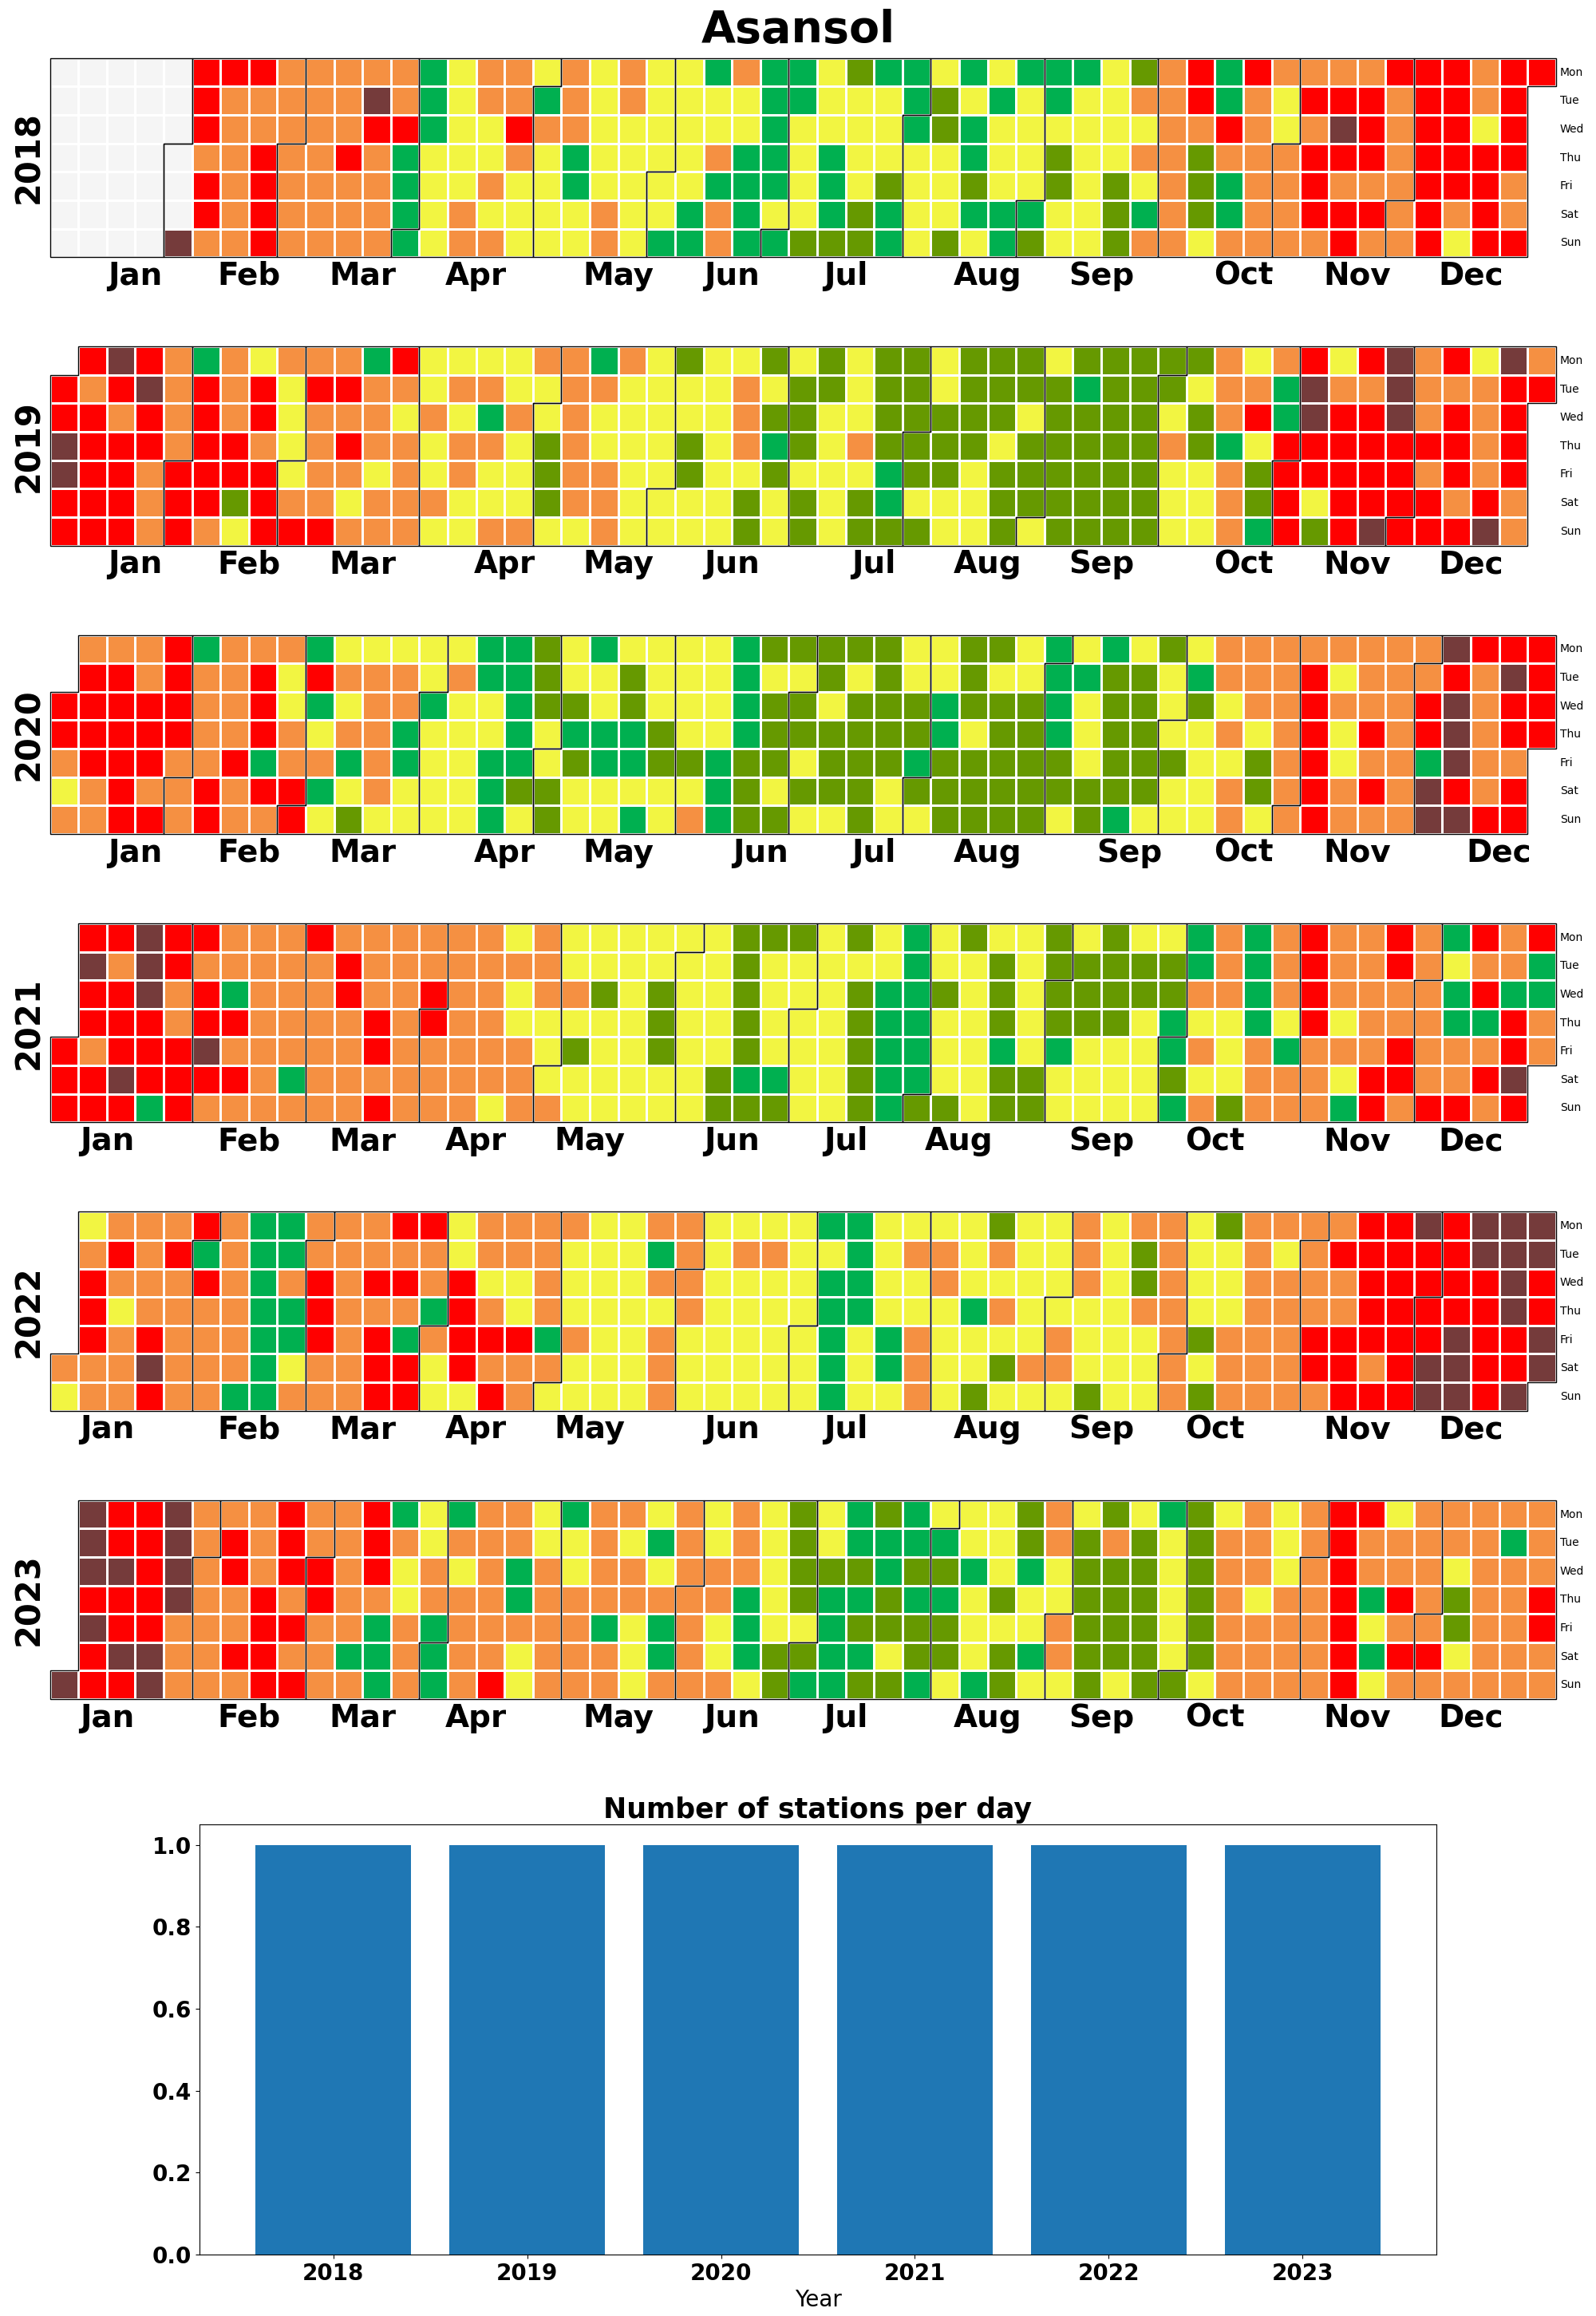 Asansol
2018
Mon
Tue
Wed
Thu
Fri
Sat
Sun
Jan Feb Mar Apr May Jun Jul Aug Sep Oct Nov Dec
2019
Mon
Tue
Wed
Thu
Fri
Sat
Sun
Jan Feb Mar Apr May Jun Jul Aug Sep Oct Nov Dec
2020
Mon
Tue
Wed
Thu
Fri
Sat
Sun
Jan Feb Mar Apr May Jun Jul Aug Sep Oct Nov Dec
2021
Mon
Tue
Wed
Thu
Fri
Sat
Sun
Jan Feb Mar Apr May Jun Jul Aug Sep Oct Nov Dec
2022
Mon
Tue
Wed
Thu
Fri
Sat
Sun
Jan Feb Mar Apr May Jun Jul Aug Sep Oct Nov Dec
2023
Mon
Tue
Wed
Thu
Fri
Sat
Sun
Jan Feb Mar Apr May Jun Jul Aug Sep Oct Nov Dec
Number of stations per day
1.0
0.8
0.6
0.4
0.2
0.0
2018 2019 2020 2021 2022 2023
Year